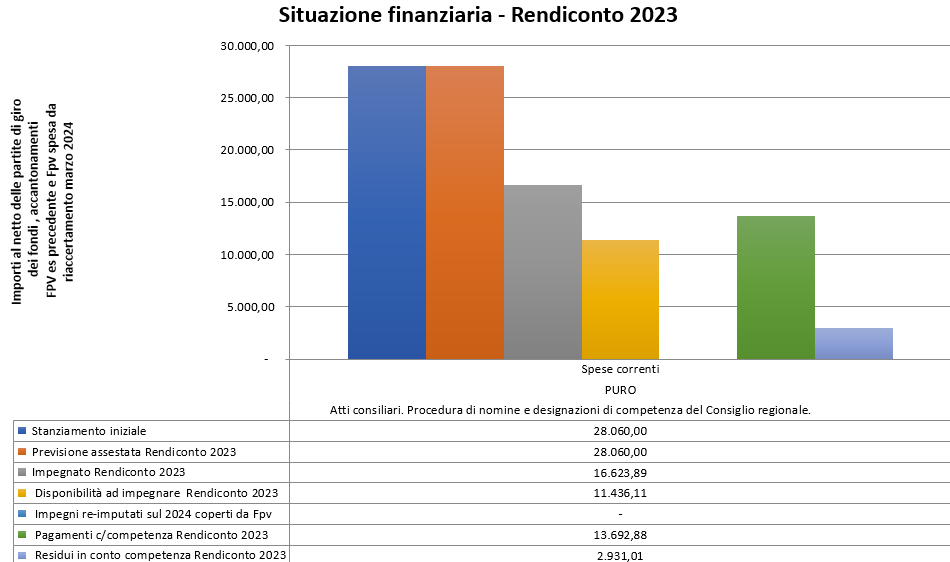 Situazione finanziaria - Rendiconto 2023
Importi al netto delle partite di giro
dei fondi , accantonamenti
FPV es precedente e Fpv spesa da
riaccertamento marzo 2024
30.000,00
25.000,00
20.000,00
15.000,00
10.000,00
5.000,00
-
Spese correnti
PURO
Atti consiliari. Procedura di nomine e designazioni di competenza del Consiglio regionale.
Stanziamento iniziale 28.060,00
Previsione assestata Rendiconto 2023 28.060,00
Impegnato Rendiconto 2023 16.623,89
Disponibilità ad impegnare Rendiconto 2023 11.436,11
Impegni re-imputati sul 2024 coperti da Fpv -
Pagamenti c/competenza Rendiconto 2023 13.692,88
Residui in conto competenza Rendiconto 2023 2.931,01